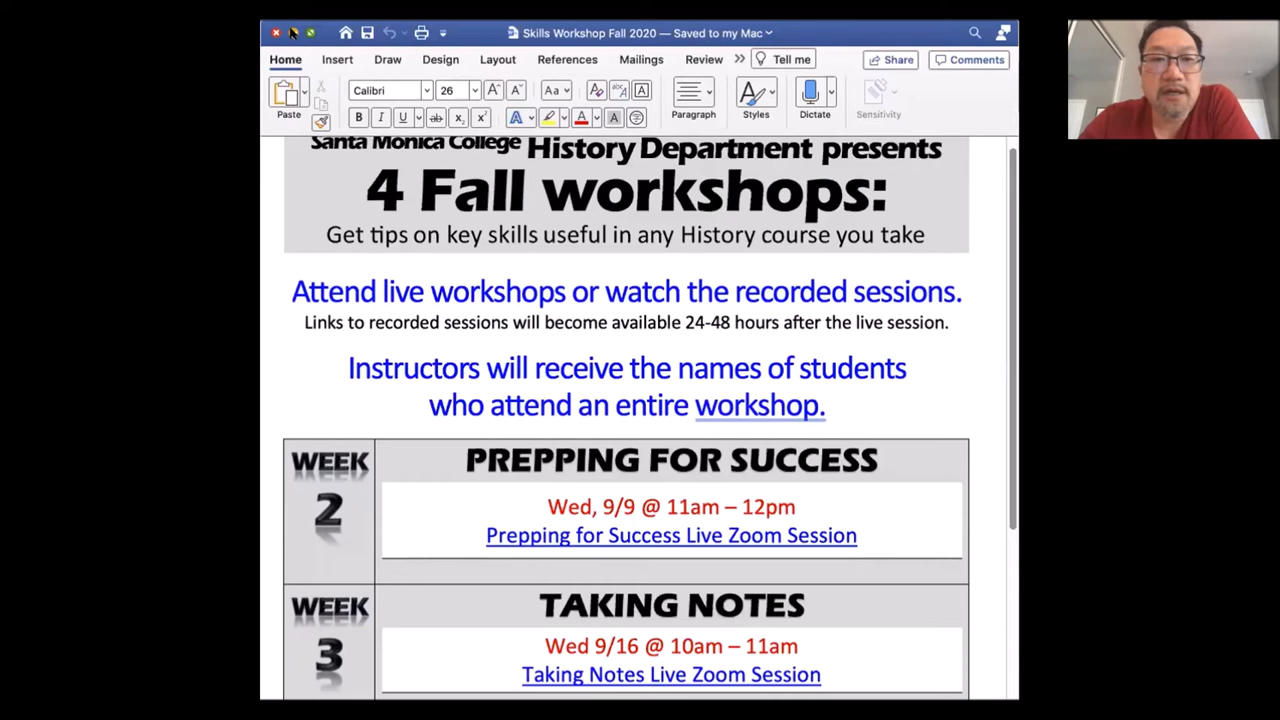 Skills Workshop Fall 2020 — Saved to my Mac
Home Insert Draw Design Layout References Mailings Review >> Tell me Share Comments
Paste Calibri 26 A A Aa A abc A
B I U ab x₂ x² A A A Paragraph Styles Dictate Sensitivity
Santa Monica College History Department presents
4 Fall workshops:
Get tips on key skills useful in any History course you take
Attend live workshops or watch the recorded sessions.
Links to recorded sessions will become available 24-48 hours after the live session.
Instructors will receive the names of students
who attend an entire workshop.
WEEK PREPPING FOR SUCCESS
2 Wed, 9/9 @ 11am – 12pm
Prepping for Success Live Zoom Session
WEEK TAKING NOTES
3 Wed 9/16 @ 10am – 11am
Taking Notes Live Zoom Session